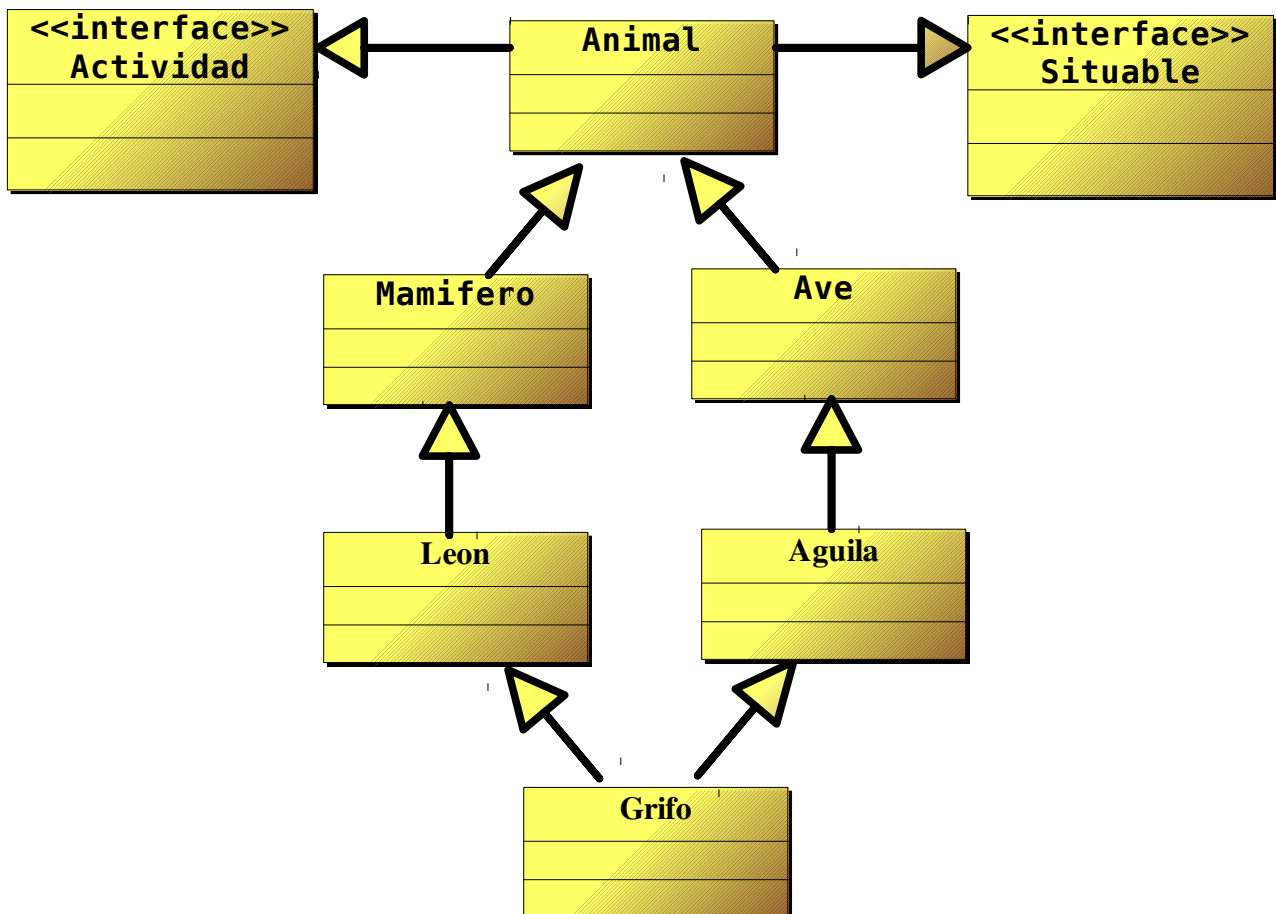 <<interface>>
Actividad
Animal
<<interface>>
Situable
Mamifero
Ave
Leon
Aguila
Grifo